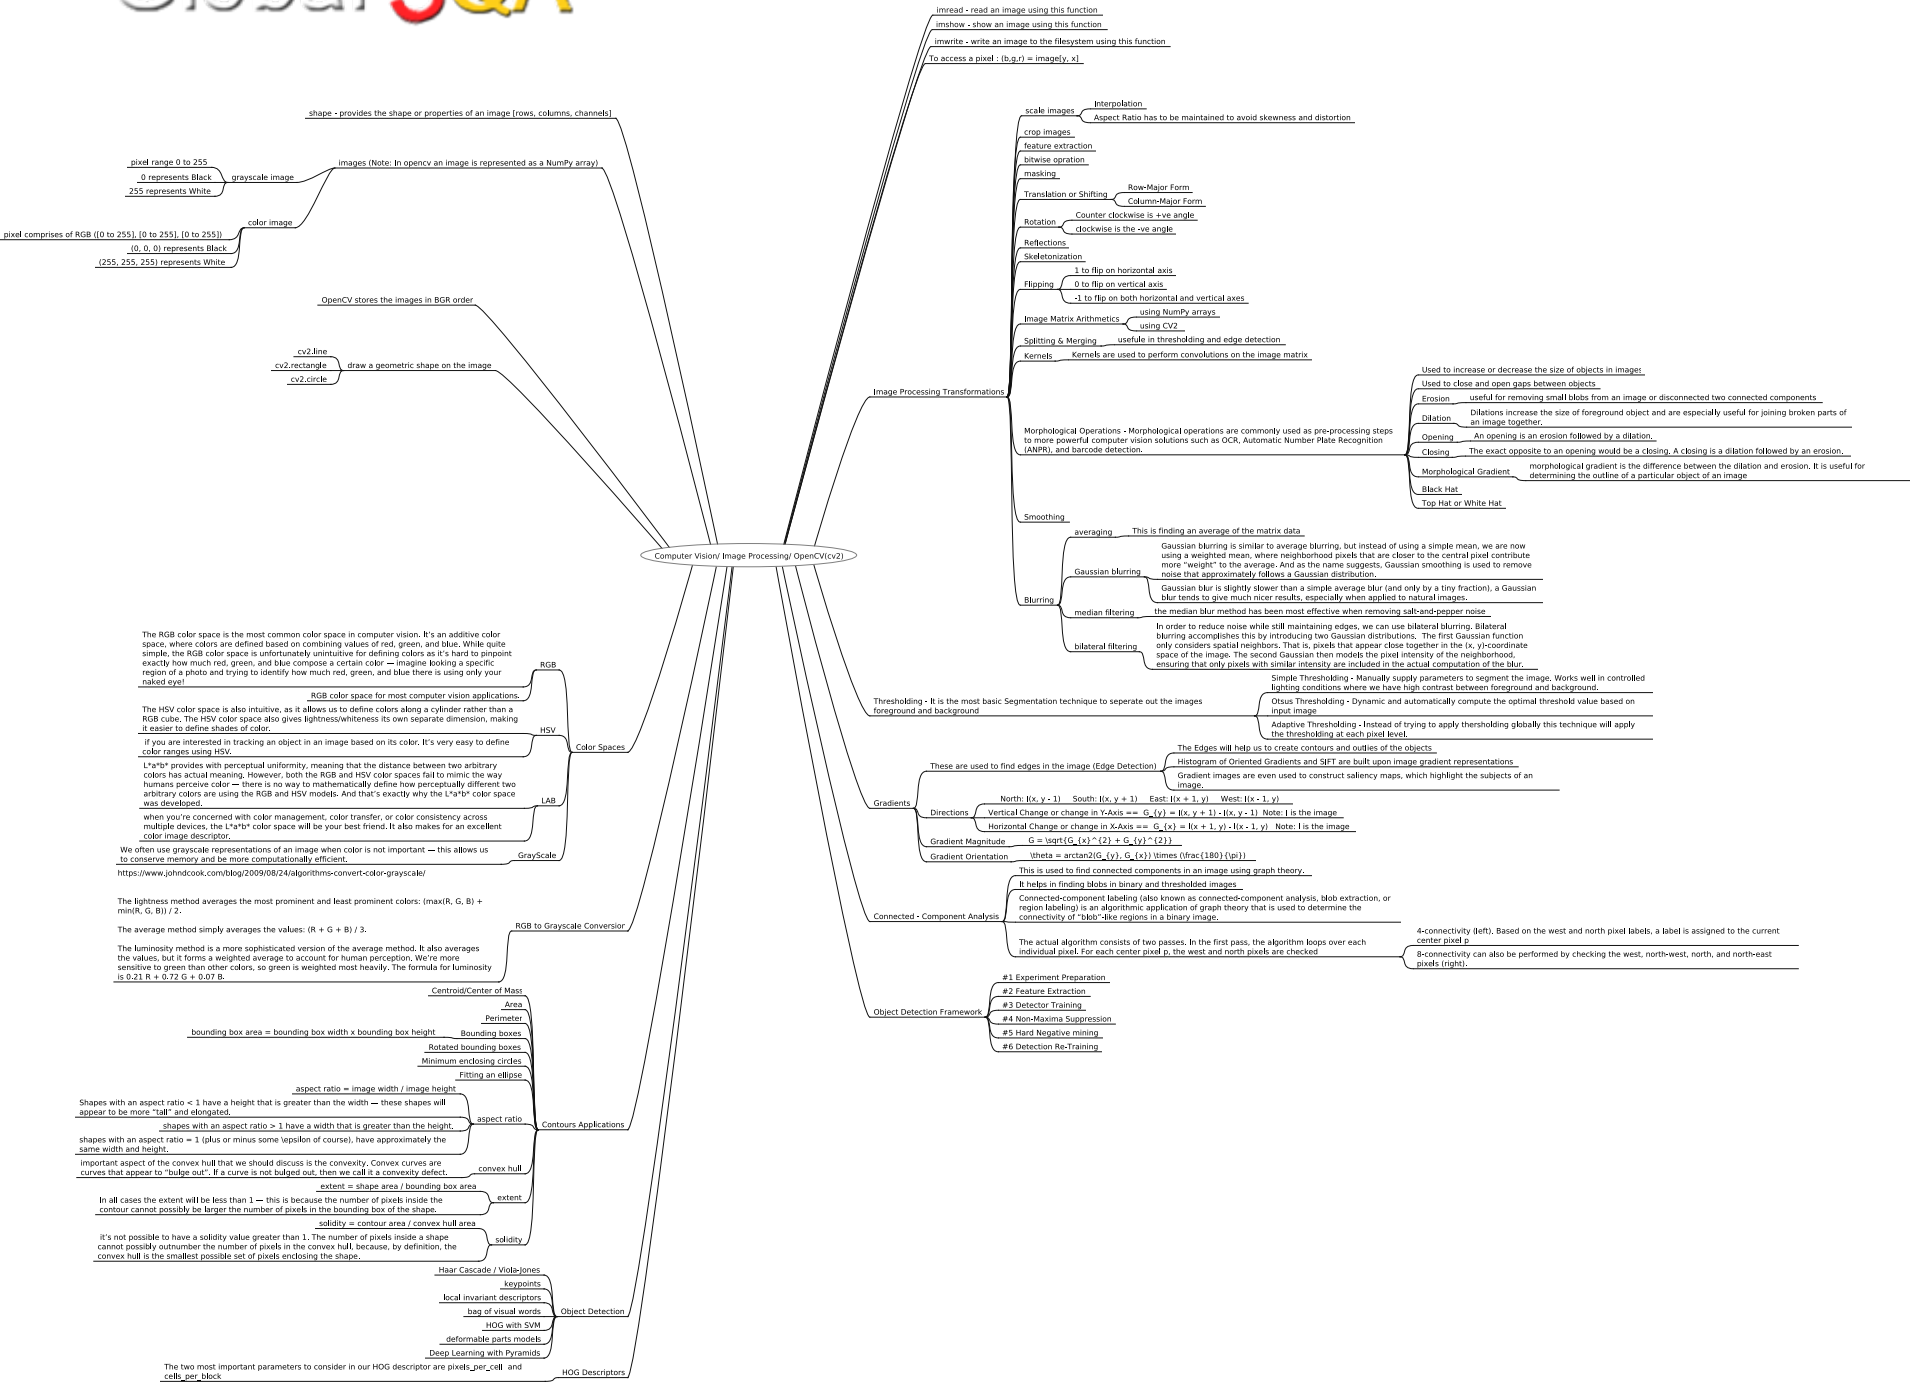 Global SQA
imread - read an image using this function
imshow - show an image using this function
imwrite - write an image to the filesystem using this function
To access a pixel : (b,g,r) = image[y, x]
shape - provides the shape or properties of an image [rows, columns, channels]
images (Note: In opencv an image is represented as a NumPy array)
grayscale image
pixel range 0 to 255
0 represents Black
255 represents White
color image
pixel comprises of RGB ([0 to 255], [0 to 255], [0 to 255])
(0, 0, 0) represents Black
(255, 255, 255) represents White
OpenCV stores the images in BGR order
draw a geometric shape on the image
cv2.line
cv2.rectangle
cv2.circle
Computer Vision/ Image Processing/ OpenCV(cv2)
Image Processing Transformations
scale images
Interpolation
Aspect Ratio has to be maintained to avoid skewness and distortion
crop images
feature extraction
bitwise opration
masking
Translation or Shifting
Row-Major Form
Column-Major Form
Rotation
Counter clockwise is +ve angle
clockwise is the -ve angle
Reflections
Skeletonization
Flipping
1 to flip on horizontal axis
0 to flip on vertical axis
-1 to flip on both horizontal and vertical axes
Image Matrix Arithmetics
using NumPy arrays
using CV2
Splitting & Merging
usefule in thresholding and edge detection
Kernels
Kernels are used to perform convolutions on the image matrix
Morphological Operations - Morphological operations are commonly used as pre-processing steps
to more powerful computer vision solutions such as OCR, Automatic Number Plate Recognition
(ANPR), and barcode detection.
Used to increase or decrease the size of objects in images
Used to close and open gaps between objects
Erosion
useful for removing small blobs from an image or disconnected two connected components
Dilation
Dilations increase the size of foreground object and are especially useful for joining broken parts of
an image together.
Opening
An opening is an erosion followed by a dilation.
Closing
The exact opposite to an opening would be a closing. A closing is a dilation followed by an erosion.
Morphological Gradient
morphological gradient is the difference between the dilation and erosion. It is useful for
determining the outline of a particular object of an image
Black Hat
Top Hat or White Hat
Smoothing
Blurring
averaging
This is finding an average of the matrix data
Gaussian blurring
Gaussian blurring is similar to average blurring, but instead of using a simple mean, we are now
using a weighted mean, where neighborhood pixels that are closer to the central pixel contribute
more “weight” to the average. And as the name suggests, Gaussian smoothing is used to remove
noise that approximately follows a Gaussian distribution.
Gaussian blur is slightly slower than a simple average blur (and only by a tiny fraction), a Gaussian
blur tends to give much nicer results, especially when applied to natural images.
median filtering
the median blur method has been most effective when removing salt-and-pepper noise
bilateral filtering
In order to reduce noise while still maintaining edges, we can use bilateral blurring. Bilateral
blurring accomplishes this by introducing two Gaussian distributions. The first Gaussian function
only considers spatial neighbors. That is, pixels that appear close together in the (x, y)-coordinate
space of the image. The second Gaussian then models the pixel intensity of the neighborhood,
ensuring that only pixels with similar intensity are included in the actual computation of the blur.
Thresholding - It is the most basic Segmentation technique to seperate out the images
foreground and background
Simple Thresholding - Manually supply parameters to segment the image. Works well in controlled
lighting conditions where we have high contrast between foreground and background.
Otsus Thresholding - Dynamic and automatically compute the optimal threshold value based on
input image
Adaptive Thresholding - Instead of trying to apply thersholding globally this technique will apply
the thresholding at each pixel level.
Gradients
These are used to find edges in the image (Edge Detection)
The Edges will help us to create contours and outlies of the objects
Histogram of Oriented Gradients and SIFT are built upon image gradient representations
Gradient images are even used to construct saliency maps, which highlight the subjects of an
image.
Directions
North: I(x, y - 1) South: I(x, y + 1) East: I(x + 1, y) West: I(x - 1, y)
Vertical Change or change in Y-Axis == G_{y} = I(x, y + 1) - I(x, y - 1) Note: I is the image
Horizontal Change or change in X-Axis == G_{x} = I(x + 1, y) - I(x - 1, y) Note: I is the image
Gradient Magnitude
G = \sqrt{G_{x}^{2} + G_{y}^{2}}
Gradient Orientation
\theta = arctan2(G_{y}, G_{x}) \times (\frac{180}{\pi})
Connected - Component Analysis
This is used to find connected components in an image using graph theory.
It helps in finding blobs in binary and thresholded images
Connected-component labeling (also known as connected-component analysis, blob extraction, or
region labeling) is an algorithmic application of graph theory that is used to determine the
connectivity of “blob”-like regions in a binary image.
The actual algorithm consists of two passes. In the first pass, the algorithm loops over each
individual pixel. For each center pixel p, the west and north pixels are checked
4-connectivity (left), Based on the west and north pixel labels, a label is assigned to the current
center pixel p
8-connectivity can also be performed by checking the west, north-west, north, and north-east
pixels (right).
Object Detection Framework
#1 Experiment Preparation
#2 Feature Extraction
#3 Detector Training
#4 Non-Maxima Suppression
#5 Hard Negative mining
#6 Detection Re-Training
Color Spaces
RGB
The RGB color space is the most common color space in computer vision. It’s an additive color
space, where colors are defined based on combining values of red, green, and blue. While quite
simple, the RGB color space is unfortunately unintuitive for defining colors as it’s hard to pinpoint
exactly how much red, green, and blue compose a certain color — imagine looking a specific
region of a photo and trying to identify how much red, green, and blue there is using only your
naked eye!
RGB color space for most computer vision applications.
HSV
The HSV color space is also intuitive, as it allows us to define colors along a cylinder rather than a
RGB cube. The HSV color space also gives lightness/whiteness its own separate dimension, making
it easier to define shades of color.
if you are interested in tracking an object in an image based on its color. It’s very easy to define
color ranges using HSV.
LAB
L*a*b* provides with perceptual uniformity, meaning that the distance between two arbitrary
colors has actual meaning. However, both the RGB and HSV color spaces fail to mimic the way
humans perceive color — there is no way to mathematically define how perceptually different two
arbitrary colors are using the RGB and HSV models. And that’s exactly why the L*a*b* color space
was developed.
when you’re concerned with color management, color transfer, or color consistency across
multiple devices, the L*a*b* color space will be your best friend. It also makes for an excellent
color image descriptor.
GrayScale
We often use grayscale representations of an image when color is not important — this allows us
to conserve memory and be more computationally efficient.
RGB to Grayscale Conversior
https://www.johndcook.com/blog/2009/08/24/algorithms-convert-color-grayscale/
The lightness method averages the most prominent and least prominent colors: (max(R, G, B) +
min(R, G, B)) / 2.
The average method simply averages the values: (R + G + B) / 3.
The luminosity method is a more sophisticated version of the average method. It also averages
the values, but it forms a weighted average to account for human perception. We’re more
sensitive to green than other colors, so green is weighted most heavily. The formula for luminosity
is 0.21 R + 0.72 G + 0.07 B.
Contours Applications
Centroid/Center of Mass
Area
Perimeter
Bounding boxes
bounding box area = bounding box width x bounding box height
Rotated bounding boxes
Minimum enclosing circles
Fitting an ellipse
aspect ratio
aspect ratio = image width / image height
Shapes with an aspect ratio < 1 have a height that is greater than the width — these shapes will
appear to be more “tall” and elongated.
shapes with an aspect ratio > 1 have a width that is greater than the height.
shapes with an aspect ratio = 1 (plus or minus some \epsilon of course), have approximately the
same width and height.
convex hull
important aspect of the convex hull that we should discuss is the convexity. Convex curves are
curves that appear to “bulge out”. If a curve is not bulged out, then we call it a convexity defect.
extent
extent = shape area / bounding box area
In all cases the extent will be less than 1 — this is because the number of pixels inside the
contour cannot possibly be larger the number of pixels in the bounding box of the shape.
solidity
solidity = contour area / convex hull area
it’s not possible to have a solidity value greater than 1. The number of pixels inside a shape
cannot possibly outnumber the number of pixels in the convex hull, because, by definition, the
convex hull is the smallest possible set of pixels enclosing the shape.
Object Detection
Haar Cascade / Viola-Jones
keypoints
local invariant descriptors
bag of visual words
HOG with SVM
deformable parts models
Deep Learning with Pyramids
HOG Descriptors
The two most important parameters to consider in our HOG descriptor are pixels_per_cell and
cells_per_block